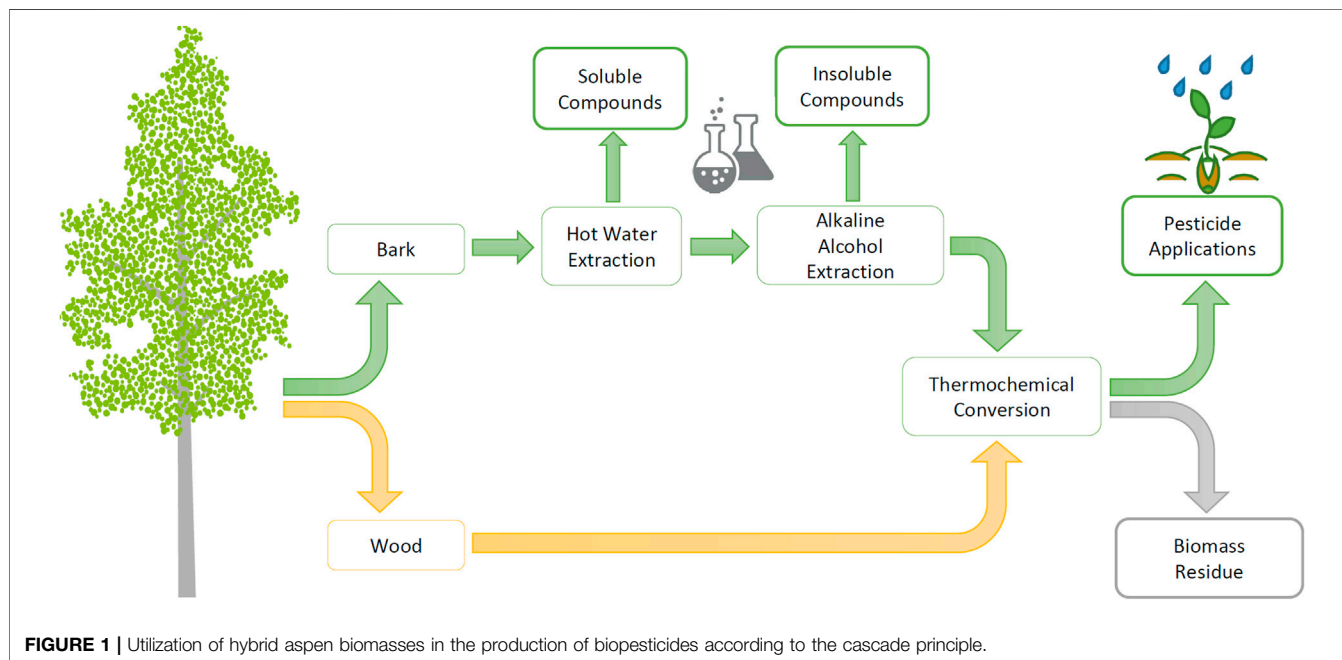 Soluble
Compounds
Insoluble
Compounds
Bark
Hot Water
Extraction
Alkaline
Alcohol
Extraction
Pesticide
Applications
Thermochemical
Conversion
Wood
Biomass
Residue
FIGURE 1 | Utilization of hybrid aspen biomasses in the production of biopesticides according to the cascade principle.